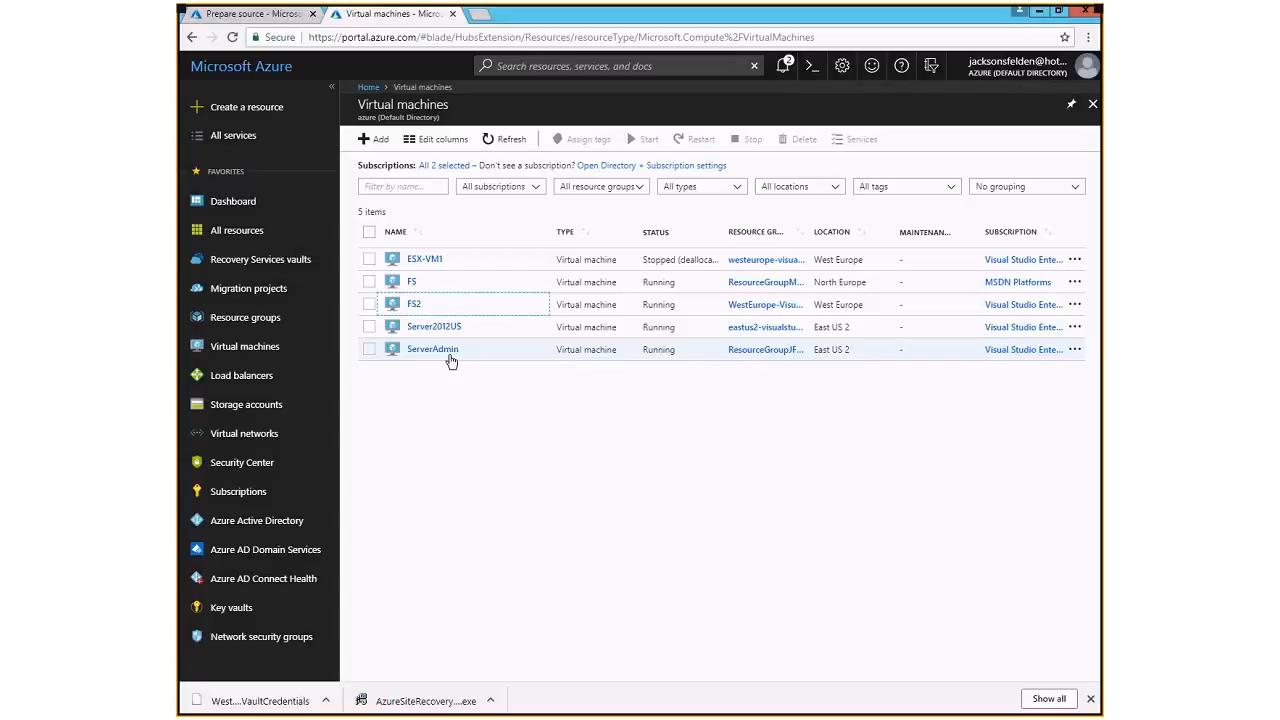 Prepare source - Micros
Virtual machines - Micro
Secure
https://portal.azure.com/#blade/HubsExtension/Resources/resourceType/Microsoft.Compute%2FVirtualMachines
Microsoft Azure
Search resources, services, and docs
2
jacksonsfelden@hot...
AZURE (DEFAULT DIRECTORY)
Create a resource
All services
FAVORITES
Dashboard
All resources
Recovery Services vaults
Migration projects
Resource groups
Virtual machines
Load balancers
Storage accounts
Virtual networks
Security Center
Subscriptions
Azure Active Directory
Azure AD Domain Services
Azure AD Connect Health
Key vaults
Network security groups
Home > Virtual machines
Virtual machines
azure (Default Directory)
Add Edit columns Refresh Assign tags Start Restart Stop Delete Services
Subscriptions: All 2 selected – Don't see a subscription? Open Directory + Subscription settings
Filter by name... All subscriptions All resource groups All types All locations All tags No grouping
5 items
NAME TYPE STATUS RESOURCE GR... LOCATION MAINTENAN... SUBSCRIPTION
ESX-VM1 Virtual machine Stopped (dealloca... westeurope-visua... West Europe - Visual Studio Ente... ...
FS Virtual machine Running ResourceGroupM... North Europe - MSDN Platforms ...
FS2 Virtual machine Running WestEurope-Visu... West Europe - Visual Studio Ente... ...
Server2012US Virtual machine Running eastus2-visualstu... East US 2 - Visual Studio Ente... ...
ServerAdmin Virtual machine Running ResourceGroupJF... East US 2 - Visual Studio Ente... ...
West....VaultCredentials
AzureSiteRecovery....exe
Show all